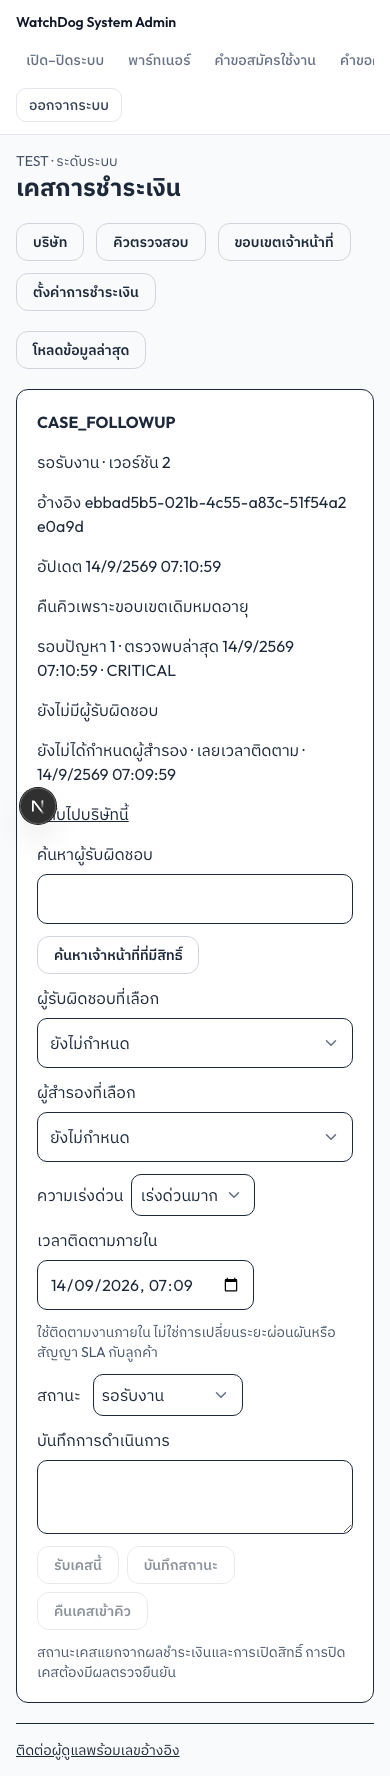 WatchDog System Admin
เปิด–ปิดระบบ พาร์ทเนอร์ คำขอสมัครใช้งาน
ออกจากระบบ
TEST · ระดับระบบ
เคสการชำระเงิน
บริษัท คิวตรวจสอบ ขอบเขตเจ้าหน้าที่
ตั้งค่าการชำระเงิน
โหลดข้อมูลล่าสุด
CASE_FOLLOWUP
รอรับงาน · เวอร์ชัน 2
อ้างอิง ebbad5b5-021b-4c55-a83c-51f54a2
e0a9d
อัปเดต 14/9/2569 07:10:59
คืนคิวเพราะขอบเขตเดิมหมดอายุ
รอบปัญหา 1 · ตรวจพบล่าสุด 14/9/2569
07:10:59 · CRITICAL
ยังไม่มีผู้รับผิดชอบ
ยังไม่ได้กำหนดผู้สำรอง · เลยเวลาติดตาม ·
14/9/2569 07:09:59
N
ค้นหาผู้รับผิดชอบ
ค้นหาเจ้าหน้าที่ที่มีสิทธิ์
ผู้รับผิดชอบที่เลือก
ยังไม่กำหนด
ผู้สำรองที่เลือก
ยังไม่กำหนด
ความเร่งด่วน เร่งด่วนมาก
เวลาติดตามภายใน
14/09/2026, 07:09
ใช้ติดตามงานภายใน ไม่ใช่การเปลี่ยนระยะผ่อนผันหรือ
สัญญา SLA กับลูกค้า
สถานะ รอรับงาน
บันทึกการดำเนินการ
รับเคสนี้ บันทึกสถานะ
คืนเคสเข้าคิว
สถานะเคสแยกจากผลชำระเงินและการเปิดสิทธิ์ การปิด
เคสต้องมีผลตรวจยืนยัน
ติดต่อผู้ดูแลพร้อมเลขอ้างอิง